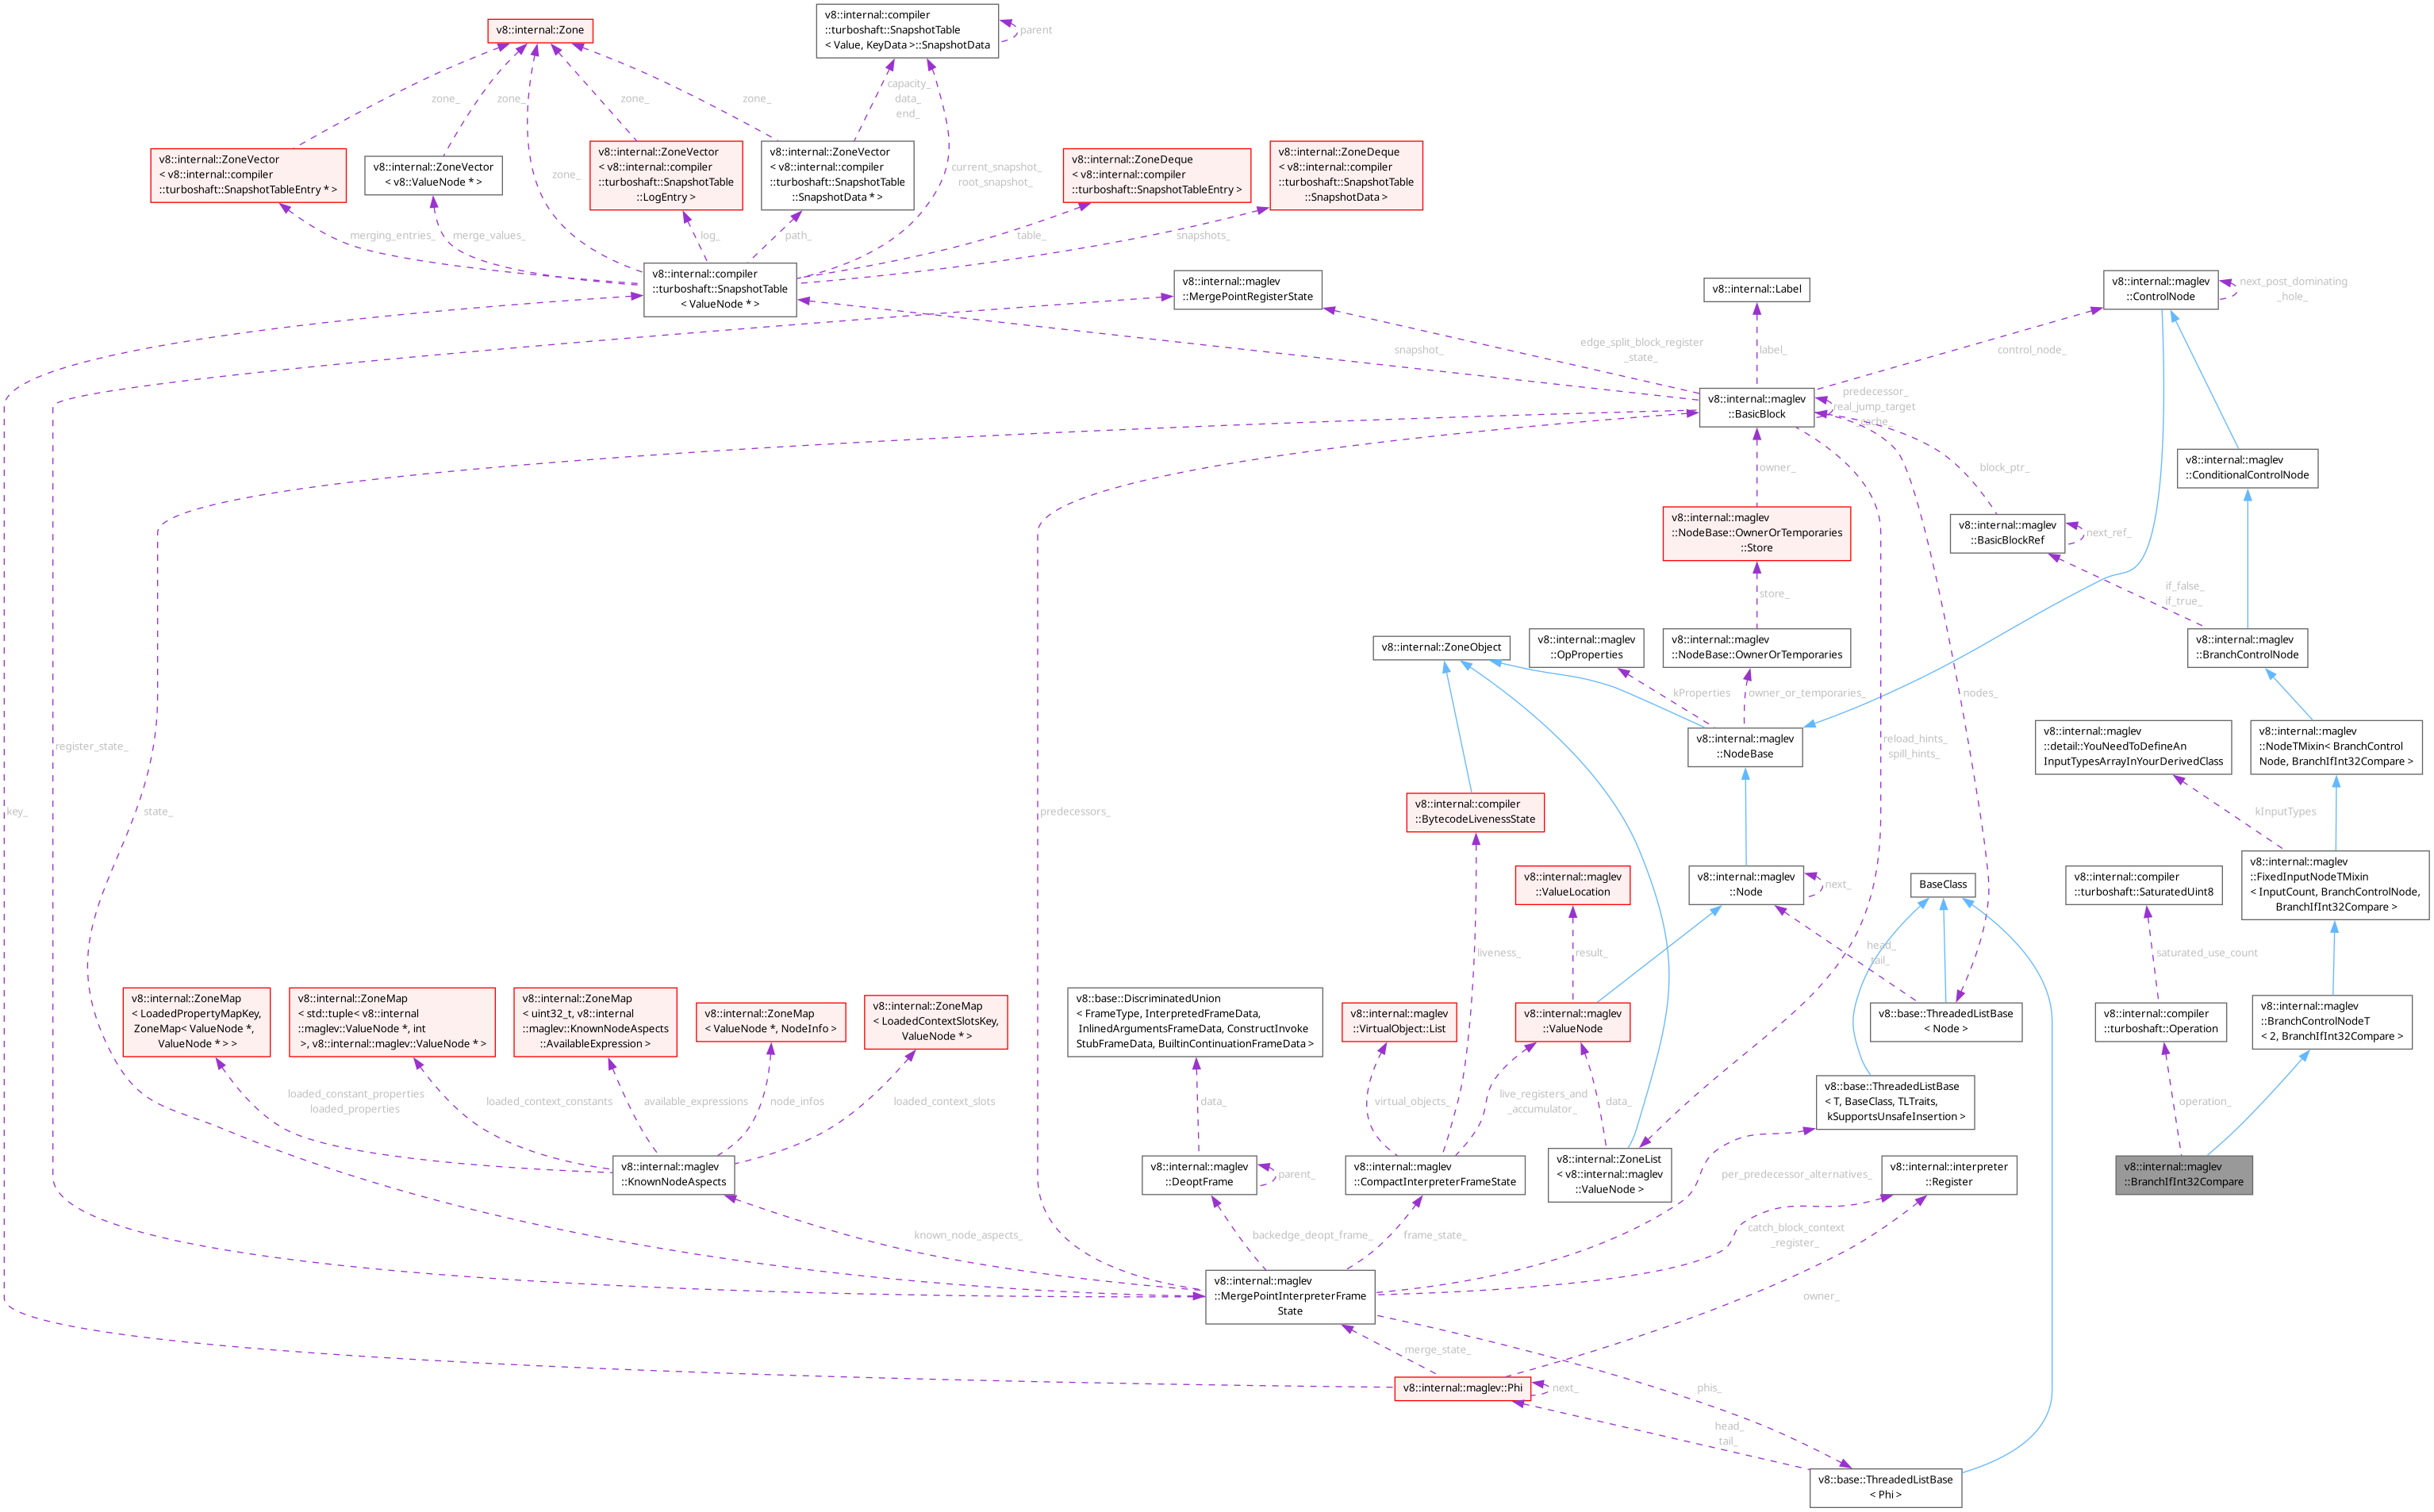 v8::internal::Zone
v8::internal::compiler
::turboshaft::SnapshotTable
< Value, KeyData >::SnapshotData
parent
zone_
zone_
zone_
zone_
capacity_
data_
end_
v8::internal::ZoneVector
< v8::internal::compiler
::turboshaft::SnapshotTableEntry * >
v8::internal::ZoneVector
< v8::ValueNode * >
zone_
v8::internal::ZoneVector
< v8::internal::compiler
::turboshaft::SnapshotTable
::LogEntry >
v8::internal::ZoneVector
< v8::internal::compiler
::turboshaft::SnapshotTable
::SnapshotData * >
current_snapshot_
root_snapshot_
v8::internal::ZoneDeque
< v8::internal::compiler
::turboshaft::SnapshotTableEntry >
v8::internal::ZoneDeque
< v8::internal::compiler
::turboshaft::SnapshotTable
::SnapshotData >
merging_entries_
merge_values_
log_
path_
table_
snapshots_
v8::internal::compiler
::turboshaft::SnapshotTable
< ValueNode * >
v8::internal::maglev
::MergePointRegisterState
v8::internal::Label
v8::internal::maglev
::ControlNode
next_post_dominating
_hole_
snapshot_
edge_split_block_register
_state_
label_
control_node_
v8::internal::maglev
::BasicBlock
predecessor_
real_jump_target
_cache_
v8::internal::maglev
::ConditionalControlNode
owner_
block_ptr_
v8::internal::maglev
::NodeBase::OwnerOrTemporaries
::Store
v8::internal::maglev
::BasicBlockRef
next_ref_
store_
if_false_
if_true_
v8::internal::ZoneObject
v8::internal::maglev
::OpProperties
v8::internal::maglev
::NodeBase::OwnerOrTemporaries
v8::internal::maglev
::BranchControlNode
kProperties
owner_or_temporaries_
nodes_
register_state_
v8::internal::maglev
::NodeBase
reload_hints_
spill_hints_
v8::internal::maglev
::detail::YouNeedToDefineAn
InputTypesArrayInYourDerivedClass
v8::internal::maglev
::NodeTMixin< BranchControl
Node, BranchIfInt32Compare >
key_
state_
predecessors_
v8::internal::compiler
::BytecodeLivenessState
kInputTypes
v8::internal::maglev
::ValueLocation
v8::internal::maglev
::Node
next_
BaseClass
v8::internal::compiler
::turboshaft::SaturatedUint8
v8::internal::maglev
::FixedInputNodeTMixin
< InputCount, BranchControlNode,
BranchIfInt32Compare >
liveness_
result_
head_
tail_
saturated_use_count
v8::internal::ZoneMap
< LoadedPropertyMapKey,
ZoneMap< ValueNode *,
ValueNode * > >
v8::internal::ZoneMap
< std::tuple< v8::internal
::maglev::ValueNode *, int
>, v8::internal::maglev::ValueNode * >
v8::internal::ZoneMap
< uint32_t, v8::internal
::maglev::KnownNodeAspects
::AvailableExpression >
v8::internal::ZoneMap
< ValueNode *, NodeInfo >
v8::internal::ZoneMap
< LoadedContextSlotsKey,
ValueNode * >
v8::base::DiscriminatedUnion
< FrameType, InterpretedFrameData,
InlinedArgumentsFrameData, ConstructInvoke
StubFrameData, BuiltinContinuationFrameData >
v8::internal::maglev
::VirtualObject::List
v8::internal::maglev
::ValueNode
v8::base::ThreadedListBase
< Node >
v8::internal::compiler
::turboshaft::Operation
v8::internal::maglev
::BranchControlNodeT
< 2, BranchIfInt32Compare >
loaded_constant_properties
loaded_properties
loaded_context_constants
available_expressions
node_infos
loaded_context_slots
data_
virtual_objects_
live_registers_and
_accumulator_
data_
v8::base::ThreadedListBase
< T, BaseClass, TLTraits,
kSupportsUnsafeInsertion >
operation_
v8::internal::maglev
::KnownNodeAspects
v8::internal::maglev
::DeoptFrame
parent_
v8::internal::maglev
::CompactInterpreterFrameState
v8::internal::ZoneList
< v8::internal::maglev
::ValueNode >
per_predecessor_alternatives_
v8::internal::interpreter
::Register
v8::internal::maglev
::BranchIfInt32Compare
known_node_aspects_
backedge_deopt_frame_
frame_state_
catch_block_context
_register_
v8::internal::maglev
::MergePointInterpreterFrame
State
owner_
merge_state_
v8::internal::maglev::Phi
next_
phis_
head_
tail_
v8::base::ThreadedListBase
< Phi >